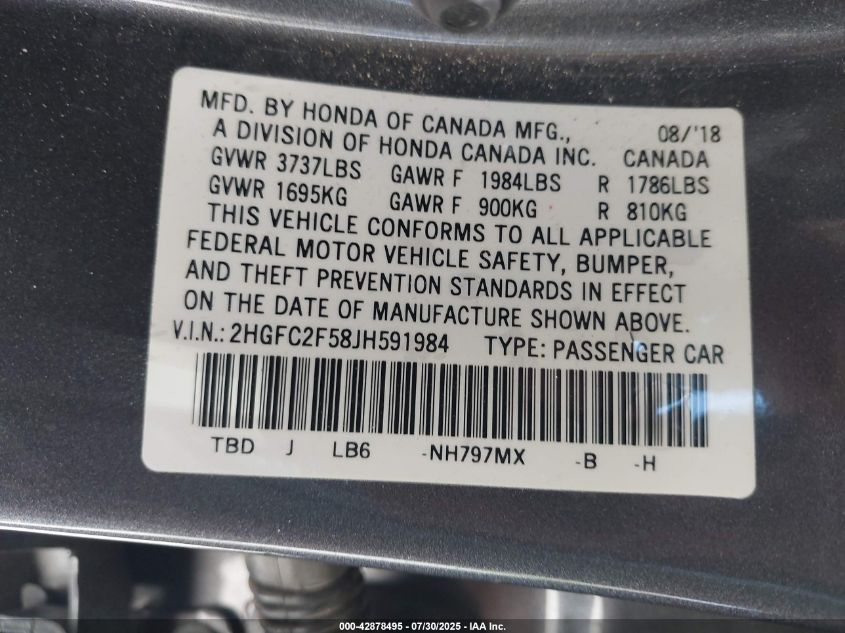 MFD. BY HONDA OF CANADA MFG., 08/'18
A DIVISION OF HONDA CANADA INC. CANADA
GVWR 3737LBS GAWR F 1984LBS R 1786LBS
GVWR 1695KG GAWR F 900KG R 810KG
THIS VEHICLE CONFORMS TO ALL APPLICABLE
FEDERAL MOTOR VEHICLE SAFETY, BUMPER,
AND THEFT PREVENTION STANDARDS IN EFFECT
ON THE DATE OF MANUFACTURE SHOWN ABOVE.
V.I.N.: 2HGFC2F58JH591984 TYPE: PASSENGER CAR
TBD J LB6 -NH797MX -B -H
000-42878495 - 07/30/2025 - IAA Inc.